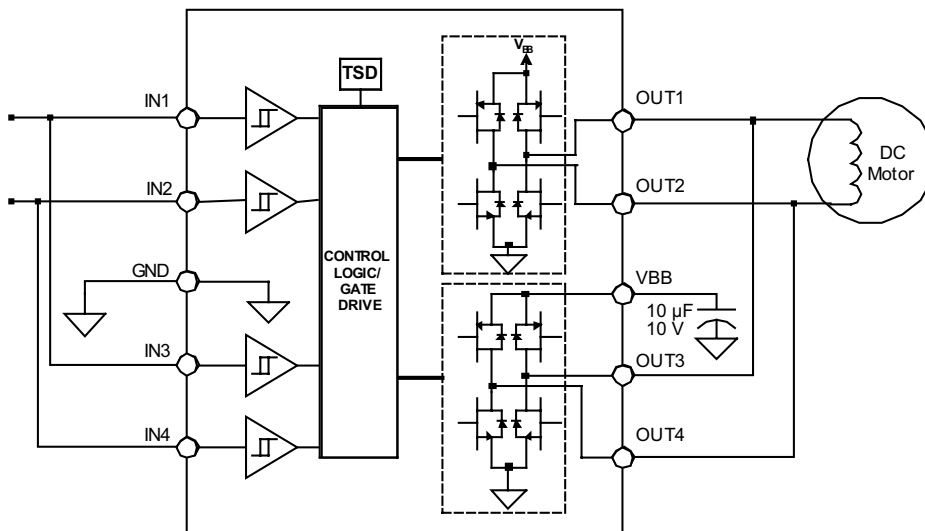 V_BB
TSD
IN1
OUT1
DC
Motor
IN2
OUT2
CONTROL
LOGIC/
GATE
DRIVE
GND
VBB
10 µF
10 V
IN3
OUT3
IN4
OUT4